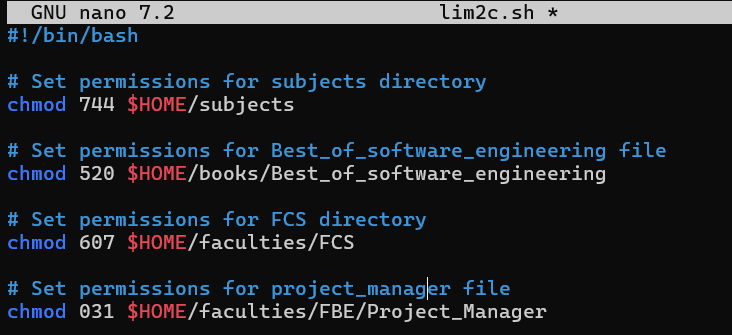 GNU nano 7.2 lim2c.sh *
#!/bin/bash
# Set permissions for subjects directory
chmod 744 $HOME/subjects
# Set permissions for Best_of_software_engineering file
chmod 520 $HOME/books/Best_of_software_engineering
# Set permissions for FCS directory
chmod 607 $HOME/faculties/FCS
# Set permissions for project_manager file
chmod 031 $HOME/faculties/FBE/Project_Manager